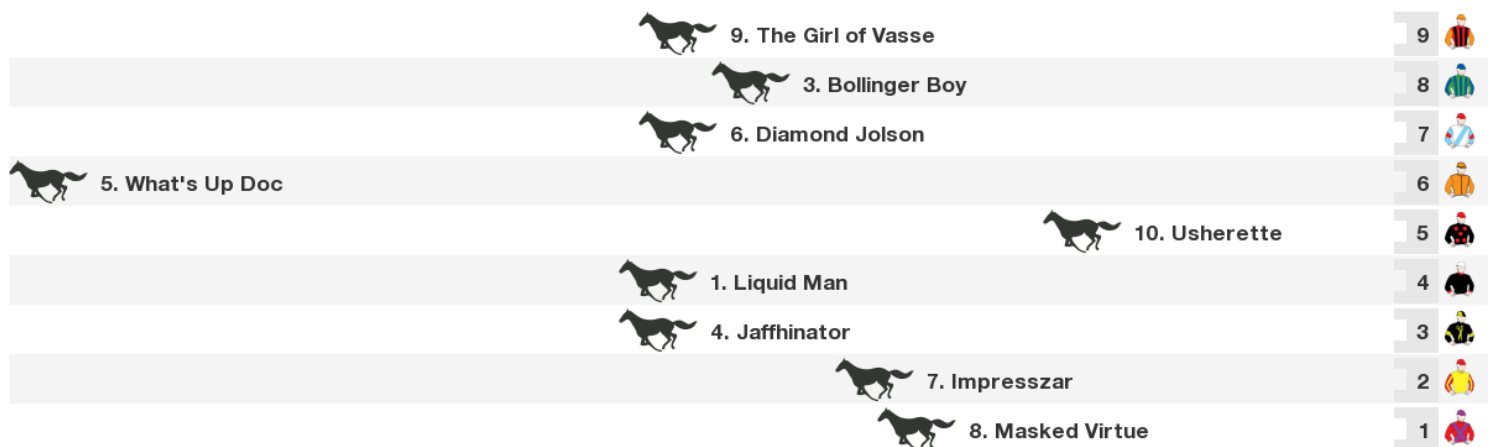 9. The Girl of Vasse 9
3. Bollinger Boy 8
6. Diamond Jolson 7
5. What's Up Doc 6
10. Usherette 5
1. Liquid Man 4
4. Jaffhinator 3
7. Impresszar 2
8. Masked Virtue 1